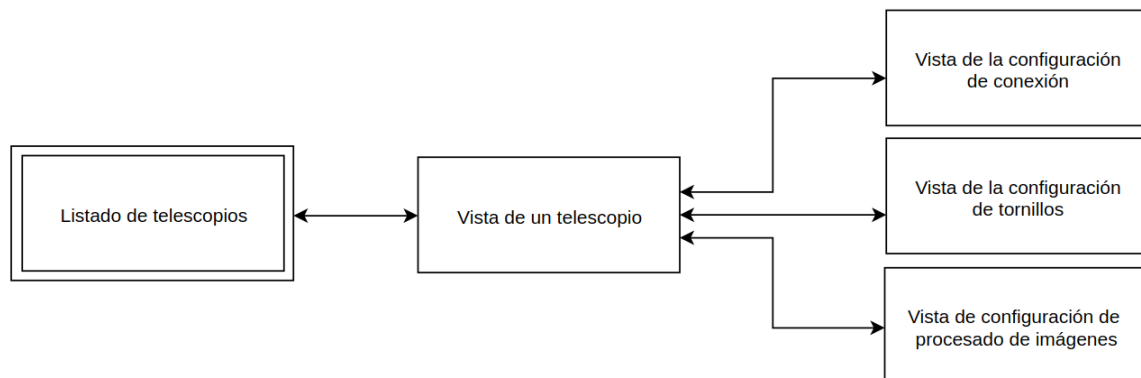 Listado de telescopios
Vista de un telescopio
Vista de la configuración
de conexión
Vista de la configuración
de tornillos
Vista de configuración de
procesado de imágenes